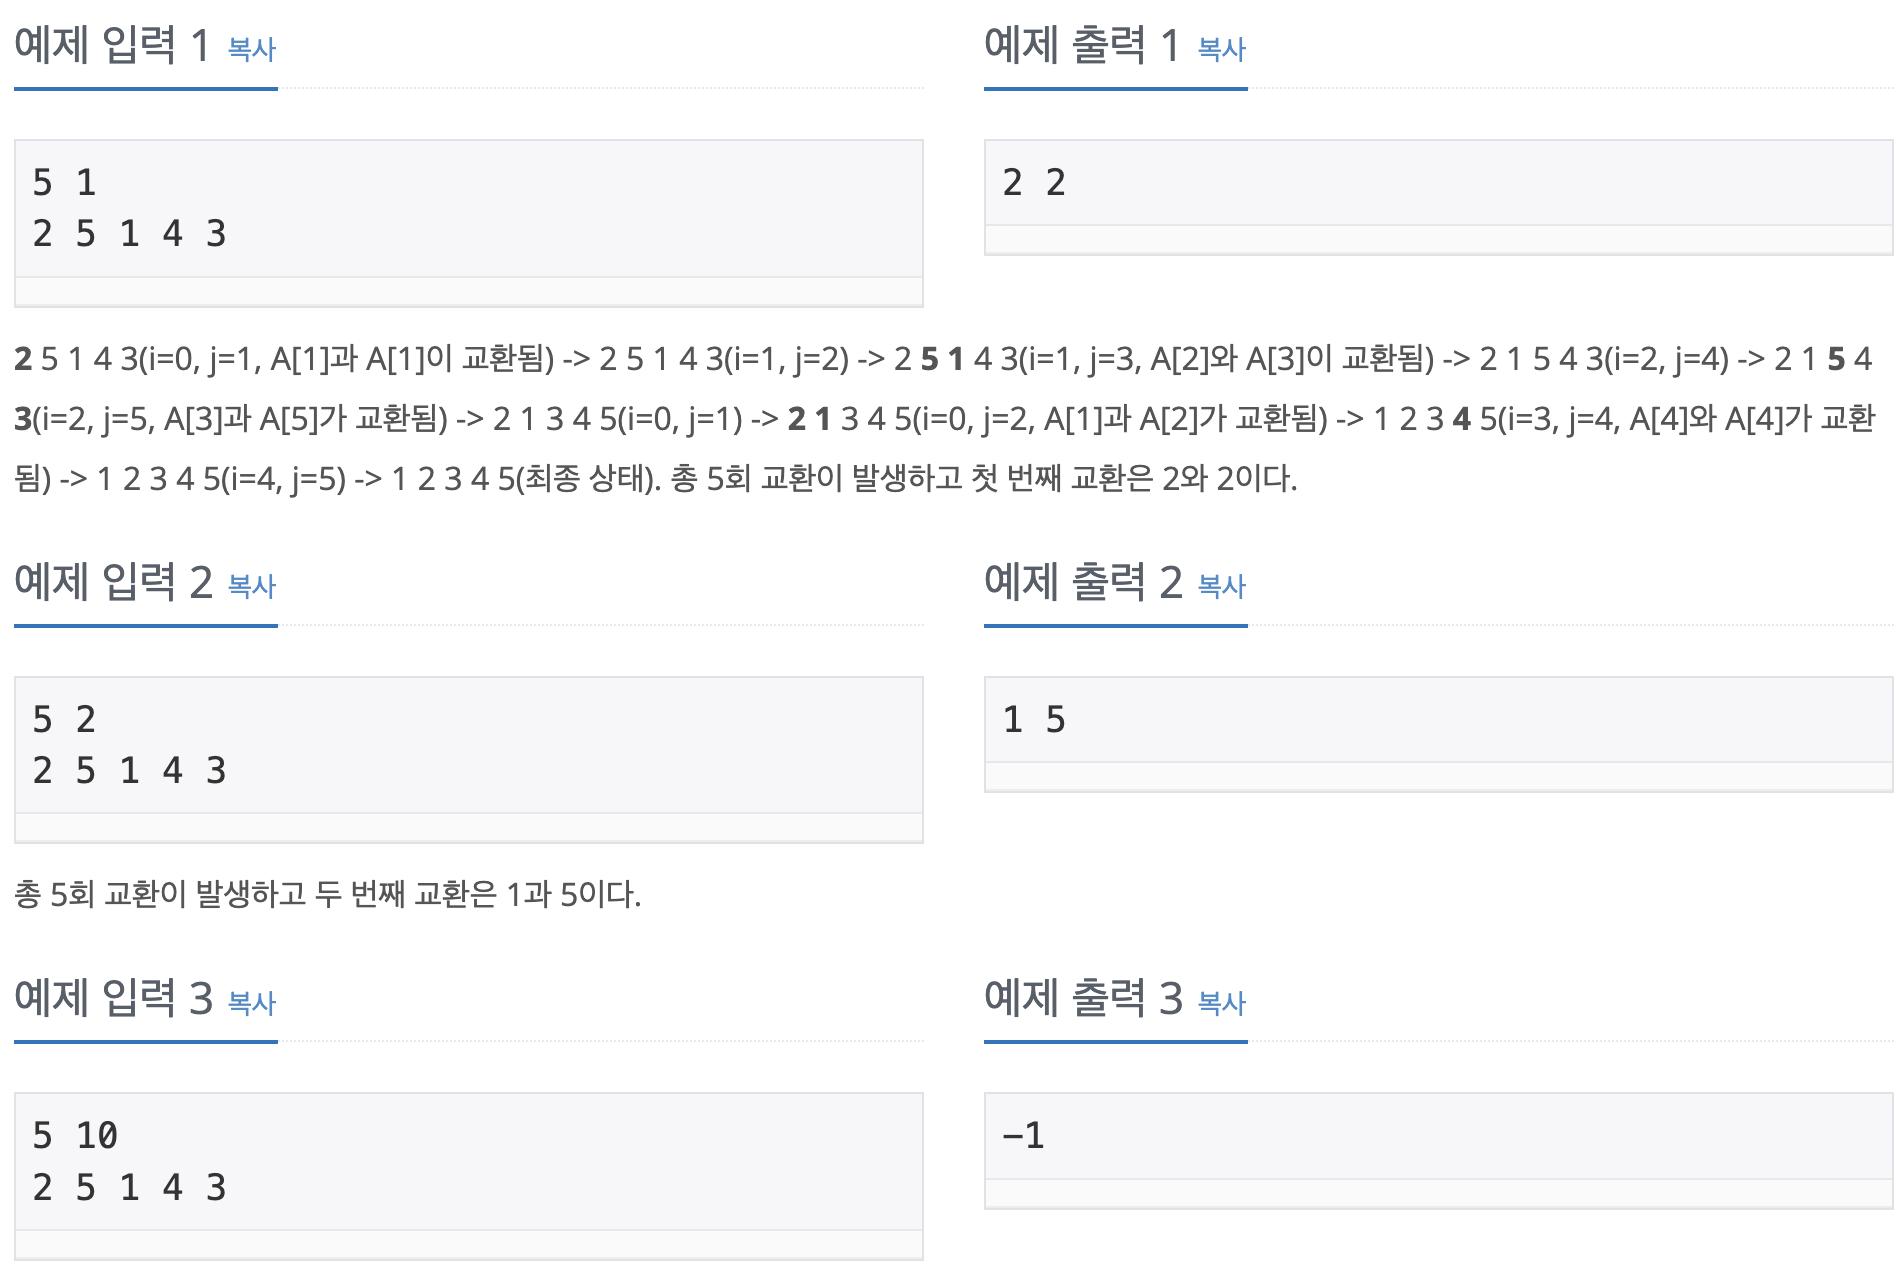 예제 입력 1 복사
5 1
2 5 1 4 3
예제 출력 1 복사
2 2
2 5 1 4 3(i=0, j=1, A[1]과 A[1]이 교환됨) -> 2 5 1 4 3(i=1, j=2) -> 2 5 1 4 3(i=1, j=3, A[2]와 A[3]이 교환됨) -> 2 1 5 4 3(i=2, j=4) -> 2 1 5 4
3(i=2, j=5, A[3]과 A[5]가 교환됨) -> 2 1 3 4 5(i=0, j=1) -> 2 1 3 4 5(i=0, j=2, A[1]과 A[2]가 교환됨) -> 1 2 3 4 5(i=3, j=4, A[4]와 A[4]가 교환
됨) -> 1 2 3 4 5(i=4, j=5) -> 1 2 3 4 5(최종 상태). 총 5회 교환이 발생하고 첫 번째 교환은 2와 2이다.
예제 입력 2 복사
5 2
2 5 1 4 3
예제 출력 2 복사
1 5
총 5회 교환이 발생하고 두 번째 교환은 1과 5이다.
예제 입력 3 복사
5 10
2 5 1 4 3
예제 출력 3 복사
-1